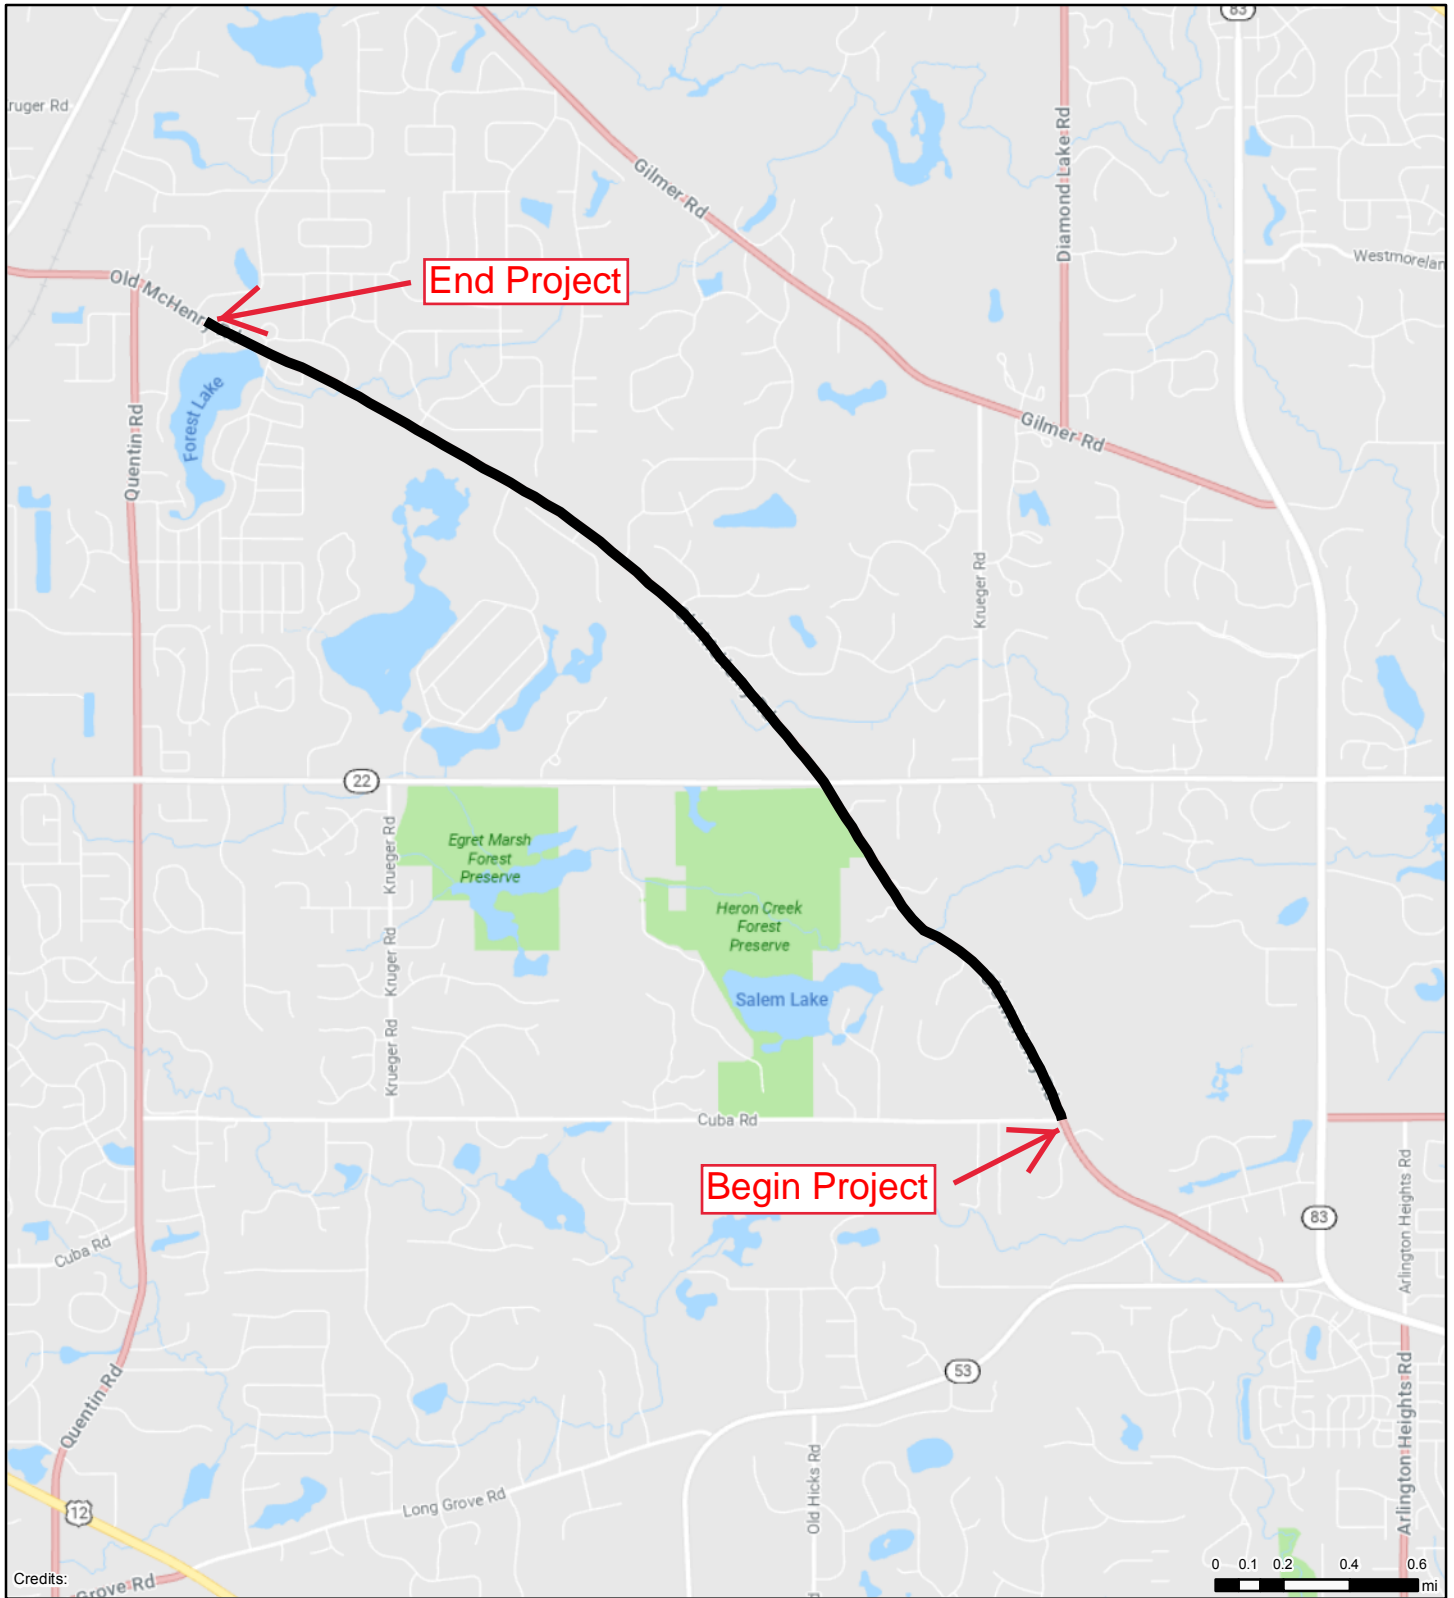 83
ruger Rd
Gilmer Rd
Diamond Lake Rd
Westmorelan
Old McHenry
End Project
Forest Lake
Quentin Rd
Gilmer Rd
Krueger Rd
22
Krueger Rd
Egret Marsh
Forest
Preserve
Heron Creek
Forest
Preserve
Kruger Rd
Salem Lake
Krueger Rd
Cuba Rd
Begin Project
Arlington Heights Rd
83
Cuba Rd
53
Quentin Rd
Arlington Heights Rd
Long Grove Rd
Old Hicks Rd
12
Grove Rd
Credits:
0 0.1 0.2 0.4 0.6
mi